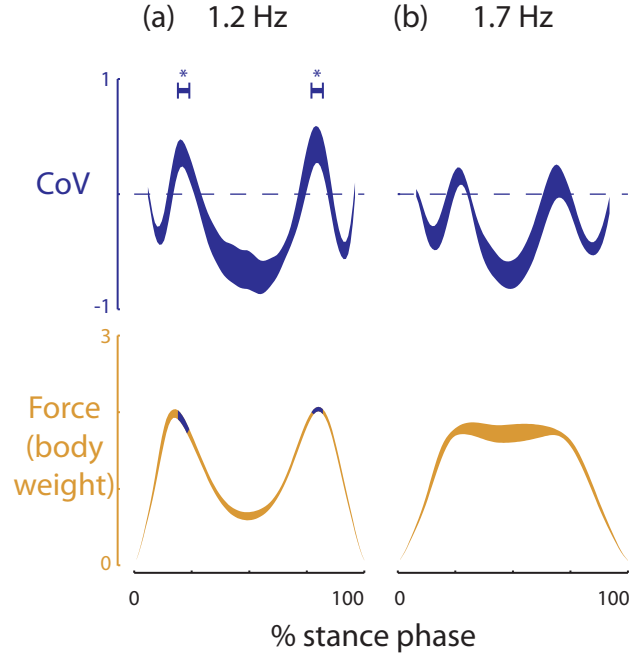 (a) 1.2 Hz
(b) 1.7 Hz
1
* *
CoV
-1
3
Force
(body
weight)
0
0 100 0 100
% stance phase